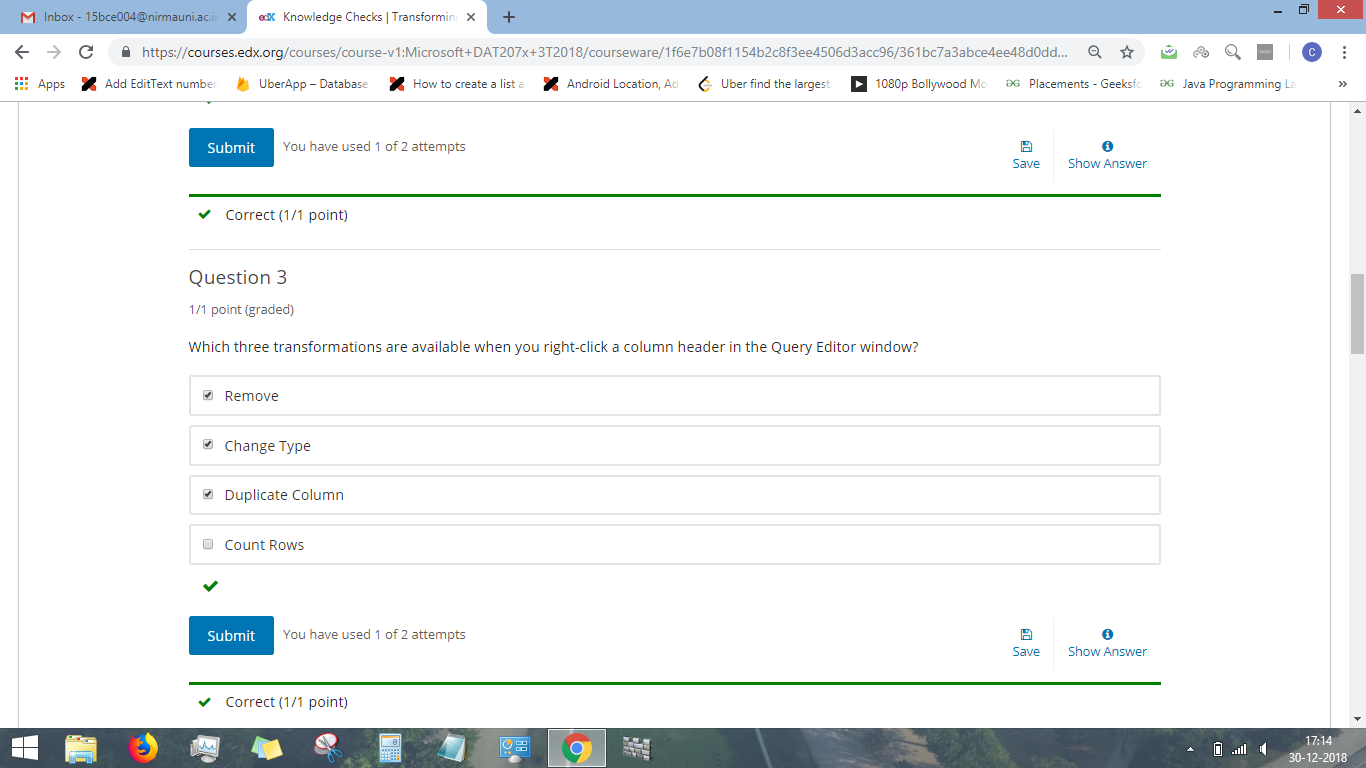 Inbox - 15bce004@nirmauni.ac.i
edX Knowledge Checks | Transformin
https://courses.edx.org/courses/course-v1:Microsoft+DAT207x+3T2018/courseware/1f6e7b08f1154b2c8f3ee4506d3acc96/361bc7a3abce4ee48d0dd...
C
Apps Add EditText number UberApp – Database How to create a list a Android Location, Ad Uber find the largest 1080p Bollywood Mo Placements - Geeksfo Java Programming La »
Submit You have used 1 of 2 attempts
Save Show Answer
Correct (1/1 point)
Question 3
1/1 point (graded)
Which three transformations are available when you right-click a column header in the Query Editor window?
Remove
Change Type
Duplicate Column
Count Rows
Submit You have used 1 of 2 attempts
Save Show Answer
Correct (1/1 point)
17:14
30-12-2018